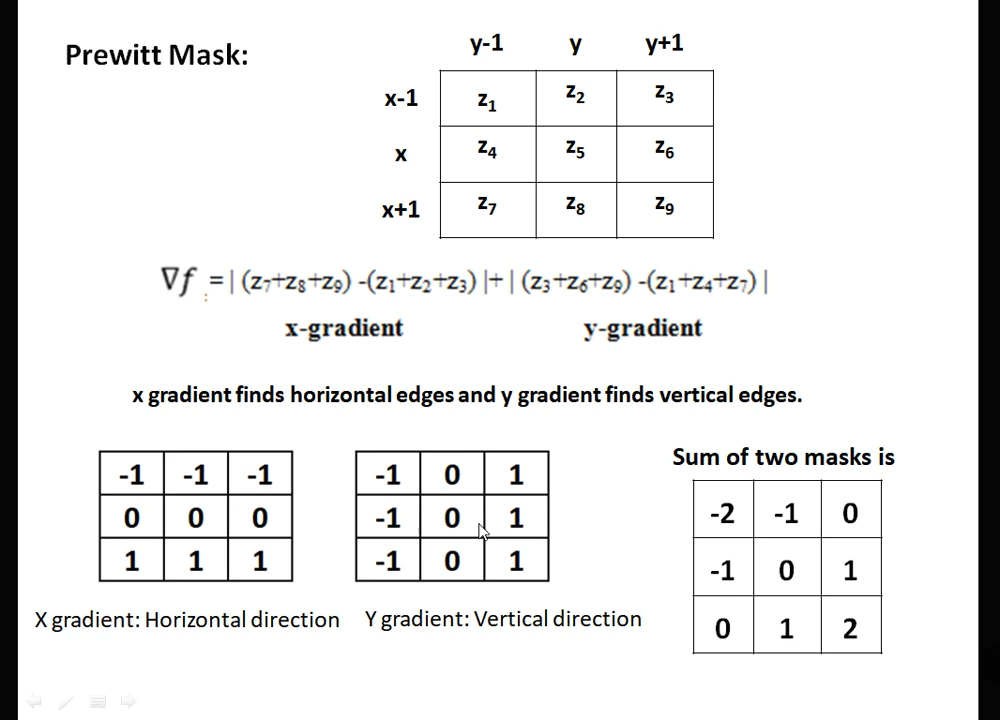 Prewitt Mask:
y-1 y y+1
x-1 z₁ z₂ z₃
x z₄ z₅ z₆
x+1 z₇ z₈ z₉
∇f =| (z₇+z₈+z₉) -(z₁+z₂+z₃) |+ | (z₃+z₆+z₉) -(z₁+z₄+z₇) |
x-gradient y-gradient
x gradient finds horizontal edges and y gradient finds vertical edges.
-1 -1 -1
0 0 0
1 1 1
X gradient: Horizontal direction
-1 0 1
-1 0 1
-1 0 1
Y gradient: Vertical direction
Sum of two masks is
-2 -1 0
-1 0 1
0 1 2